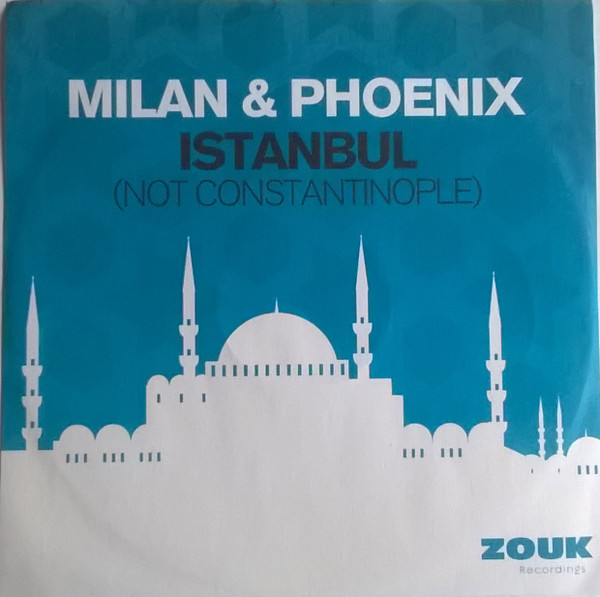 MILAN & PHOENIX
ISTANBUL
(NOT CONSTANTINOPLE)
ZOUK
Recordings